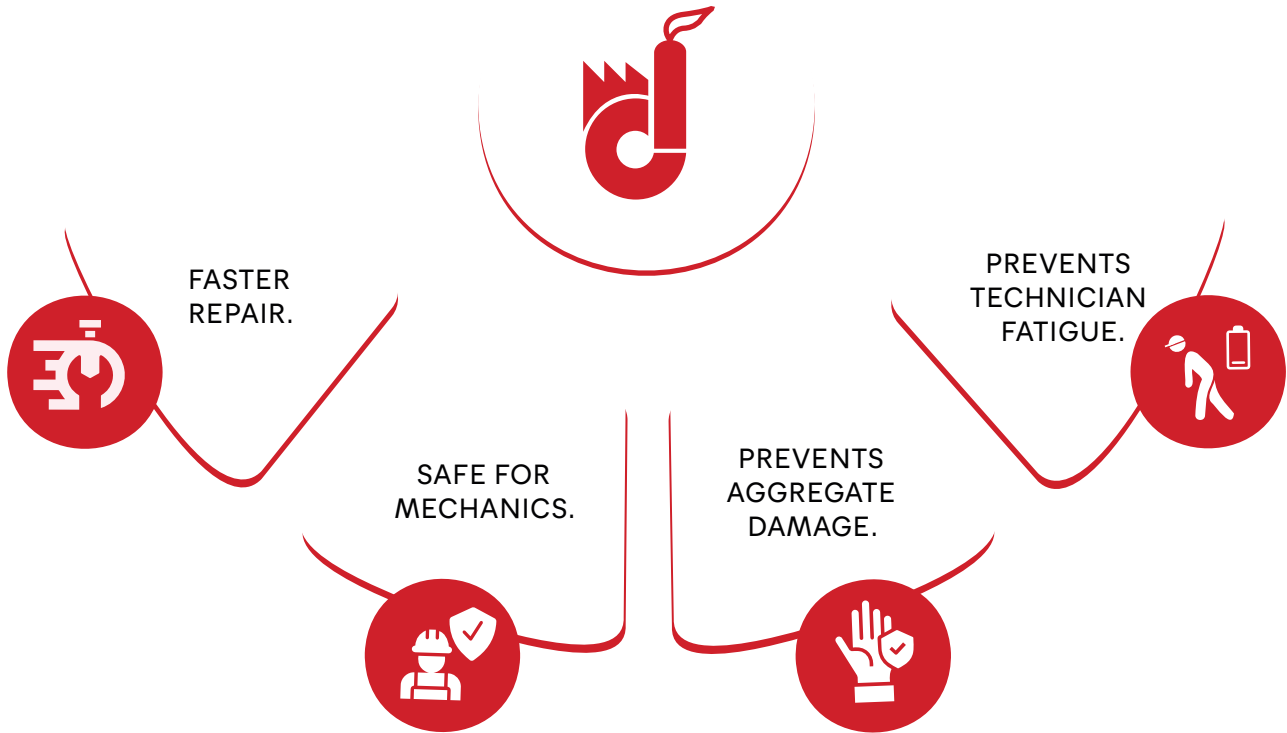 FASTER
REPAIR.
SAFE FOR
MECHANICS.
PREVENTS
AGGREGATE
DAMAGE.
PREVENTS
TECHNICIAN
FATIGUE.